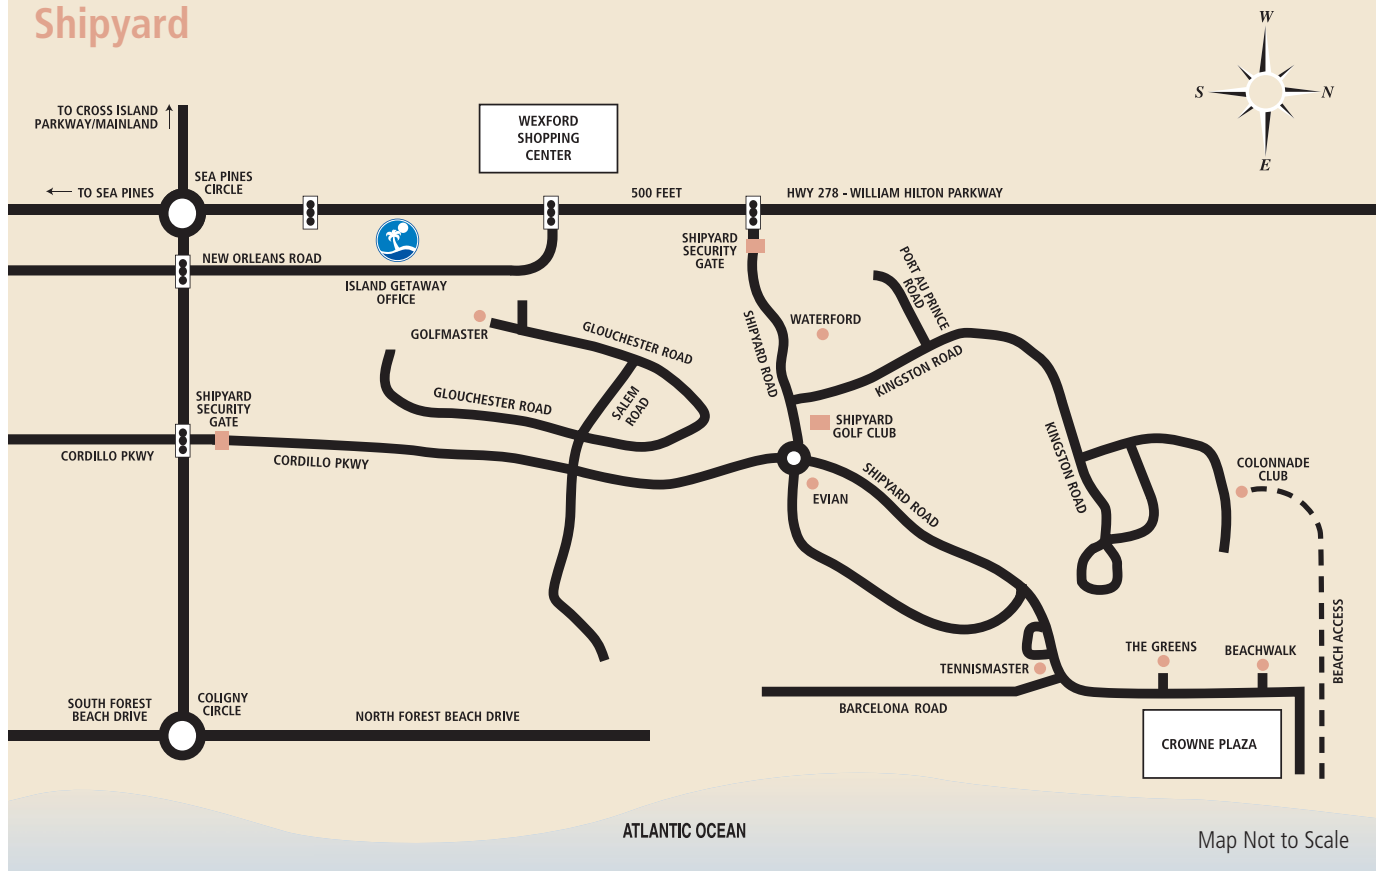 Shipyard
W
S
N
E
TO CROSS ISLAND
PARKWAY/MAINLAND
WEXFORD
SHOPPING
CENTER
SEA PINES
CIRCLE
TO SEA PINES
500 FEET
HWY 278 - WILLIAM HILTON PARKWAY
SHIPYARD
SECURITY
GATE
NEW ORLEANS ROAD
ISLAND GETAWAY
OFFICE
PORT AU PRINCE
ROAD
GOLFMASTER
GLOUCHESTER ROAD
SHIPYARD ROAD
WATERFORD
KINGSTON ROAD
GLOUCHESTER ROAD
SALEM
ROAD
SHIPYARD
SECURITY
GATE
SHIPYARD
GOLF CLUB
KINGSTON ROAD
CORDILLO PKWY
CORDILLO PKWY
SHIPYARD ROAD
COLONNADE
CLUB
EVIAN
BEACH ACCESS
TENNISMASTER
THE GREENS
BEACHWALK
SOUTH FOREST
BEACH DRIVE
COLIGNY
CIRCLE
NORTH FOREST BEACH DRIVE
BARCELONA ROAD
CROWNE PLAZA
ATLANTIC OCEAN
Map Not to Scale